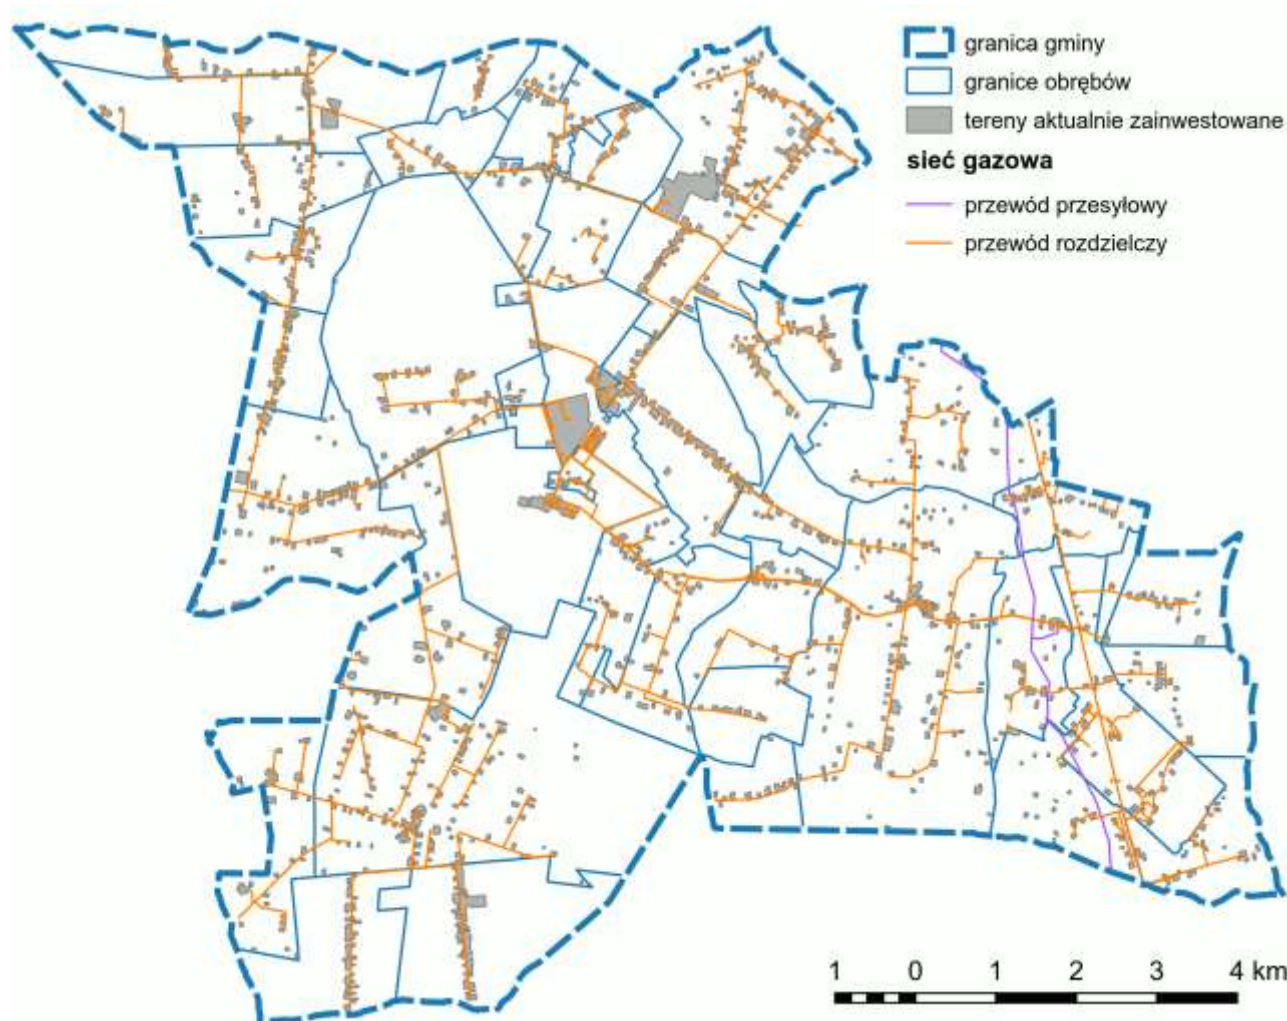 granica gminy
granice obrębów
tereny aktualnie zainwestowane
sieć gazowa
przewód przesyłowy
przewód rozdzielczy
1 0 1 2 3 4 km